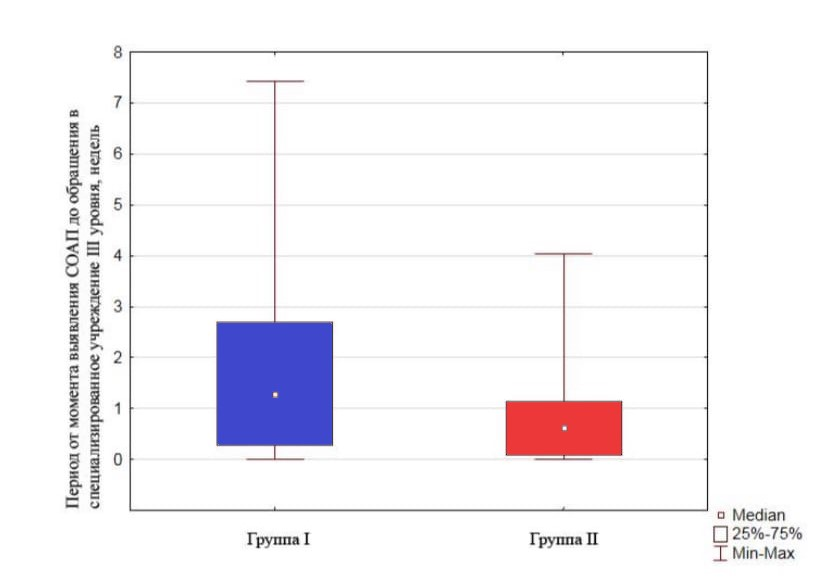 Период от момента выявления СОАП до обращения в
специализированное учреждение III уровня, недель
8
7
6
5
4
3
2
1
0
Группа I
Группа II
Median
25%-75%
Min-Max